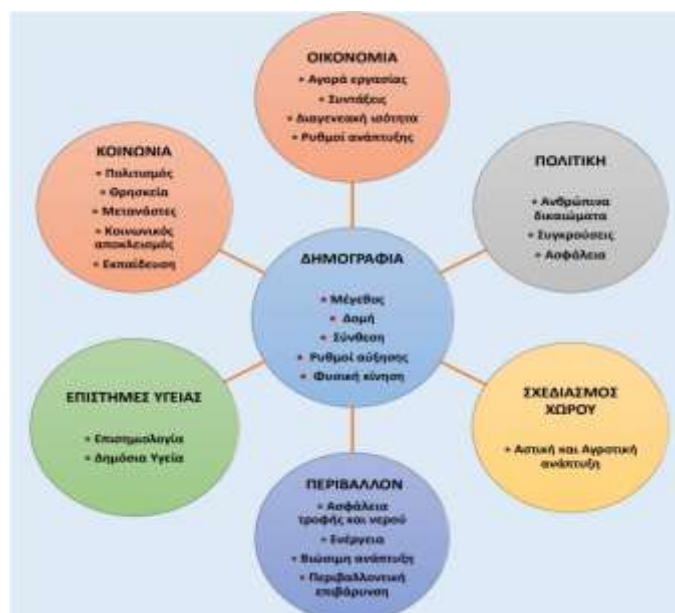 ΟΙΚΟΝΟΜΙΑ
• Αγορά εργασίας
• Συντάξεις
• Διαγενεακή ισότητα
• Ρυθμοί ανάπτυξης
ΚΟΙΝΩΝΙΑ
• Πολιτισμός
• Θρησκεία
• Μετανάστες
• Κοινωνικός
αποκλεισμός
• Εκπαίδευση
ΠΟΛΙΤΙΚΗ
• Ανθρώπινα
δικαιώματα
• Συγκρούσεις
• Ασφάλεια
ΔΗΜΟΓΡΑΦΙΑ
• Μέγεθος
• Δομή
• Σύνθεση
• Ρυθμοί αύξησης
• Φυσική κίνηση
ΕΠΙΣΤΗΜΕΣ ΥΓΕΙΑΣ
• Επισημιολογία
• Δημόσια Υγεία
ΣΧΕΔΙΑΣΜΟΣ
ΧΩΡΟΥ
• Αστική και Αγροτική
ανάπτυξη
ΠΕΡΙΒΑΛΛΟΝ
• Ασφάλεια
τροφής και νερού
• Ενέργεια
• Βιώσιμη ανάπτυξη
• Περιβαλλοντική
επιβάρυνση